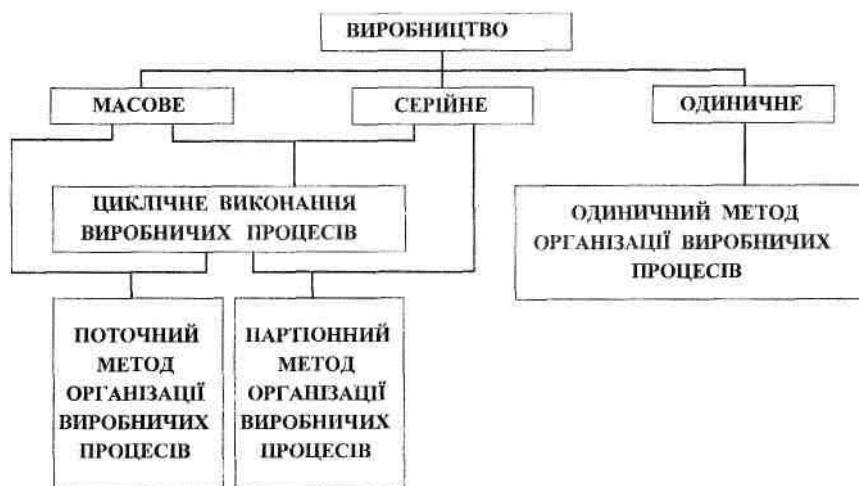 ВИРОБНИЦТВО
МАСОВЕ
СЕРІЙНЕ
ОДИНИЧНЕ
ЦИКЛІЧНЕ ВИКОНАННЯ
ВИРОБНИЧИХ ПРОЦЕСІВ
ОДИНИЧНИЙ МЕТОД
ОРГАНІЗАЦІЇ ВИРОБНИЧИХ
ПРОЦЕСІВ
ПОТОЧНИЙ
МЕТОД
ОРГАНІЗАЦІЇ
ВИРОБНИЧИХ
ПРОЦЕСІВ
ПАРТІОННИЙ
МЕТОД
ОРГАНІЗАЦІЇ
ВИРОБНИЧИХ
ПРОЦЕСІВ